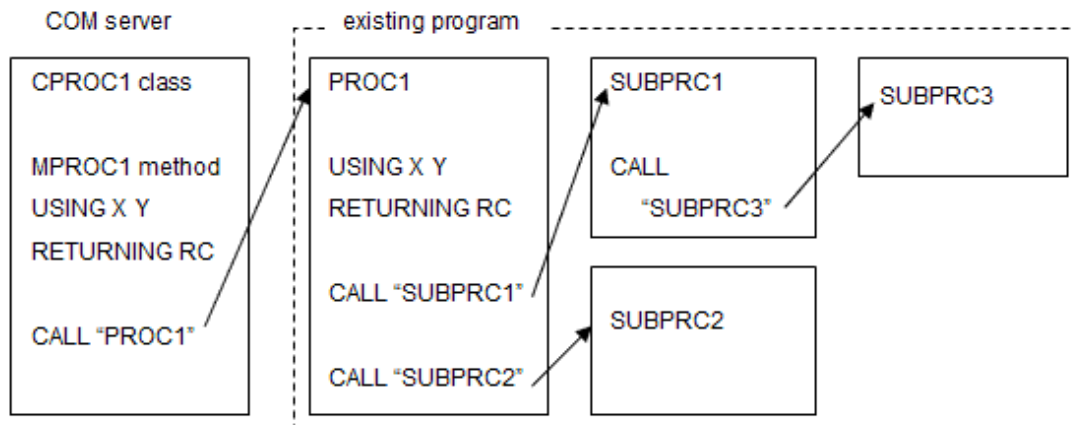 COM server
existing program
CPROC1 class
MPROC1 method
USING X Y
RETURNING RC
CALL “PROC1”
PROC1
USING X Y
RETURNING RC
CALL “SUBPRC1”
CALL “SUBPRC2”
SUBPRC1
CALL
“SUBPRC3”
SUBPRC2
SUBPRC3